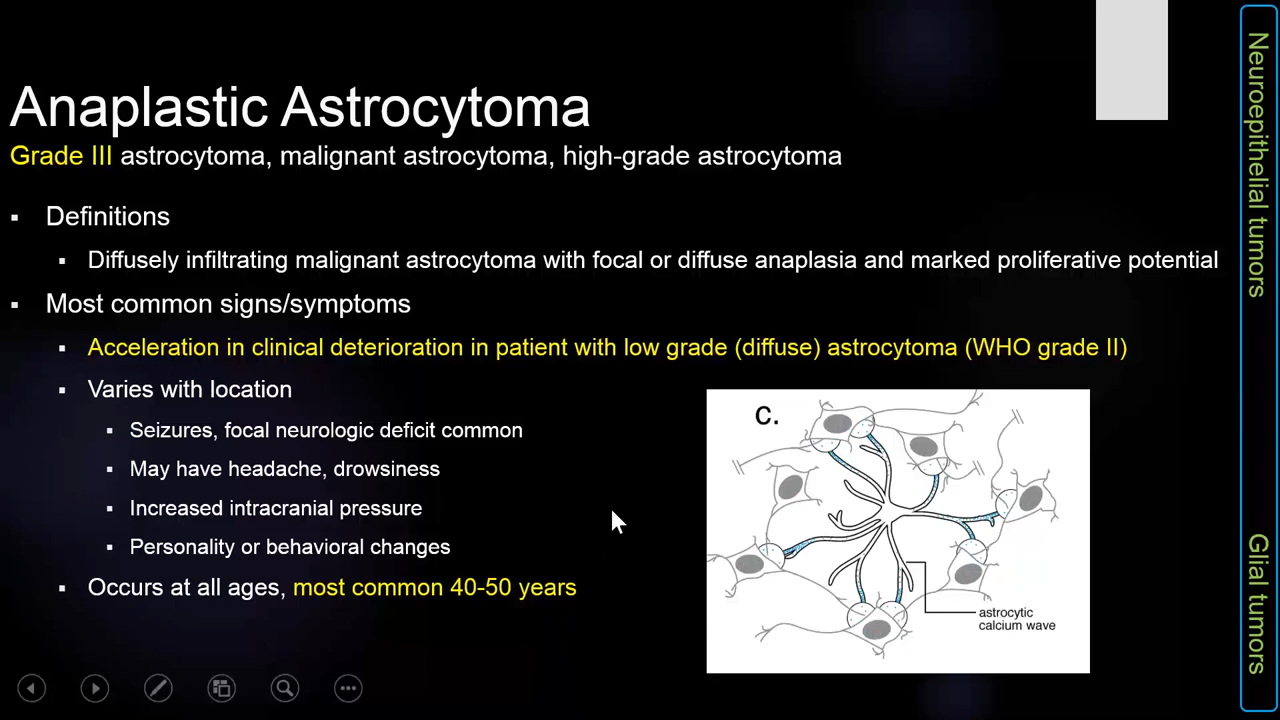 Anaplastic Astrocytoma
Grade III astrocytoma, malignant astrocytoma, high-grade astrocytoma
Definitions
Diffusely infiltrating malignant astrocytoma with focal or diffuse anaplasia and marked proliferative potential
Most common signs/symptoms
Acceleration in clinical deterioration in patient with low grade (diffuse) astrocytoma (WHO grade II)
Varies with location
Seizures, focal neurologic deficit common
May have headache, drowsiness
Increased intracranial pressure
Personality or behavioral changes
Occurs at all ages, most common 40-50 years
c.
astrocytic
calcium wave
Neuroepithelial tumors
Glial tumors